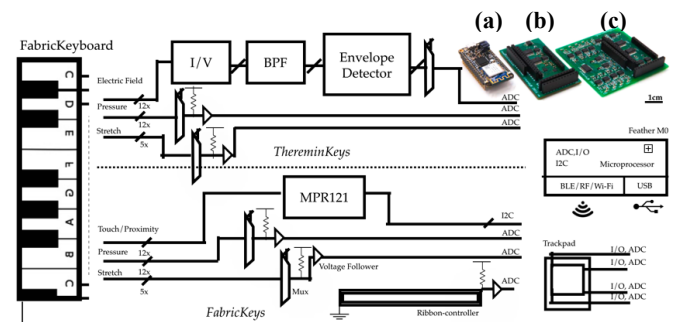 (a) (b) (c)
FabricKeyboard
I/V
BPF
Envelope
Detector
Electric Field
12x
Pressure
12x
Stretch
5x
ADC
ADC
ADC
ThereminKeys
1cm
Feather M0
ADC,I/O
I2C
Microprocessor
BLE/RF/Wi-Fi
USB
C
D
E
F
G
A
B
C
MPR121
Touch/Proximity
12x
Pressure
12x
Stretch
5x
I2C
ADC
ADC
Voltage Follower
Mux
FabricKeys
ADC
Ribbon-controller
Trackpad
I/O, ADC
I/O, ADC
I/O, ADC
I/O, ADC